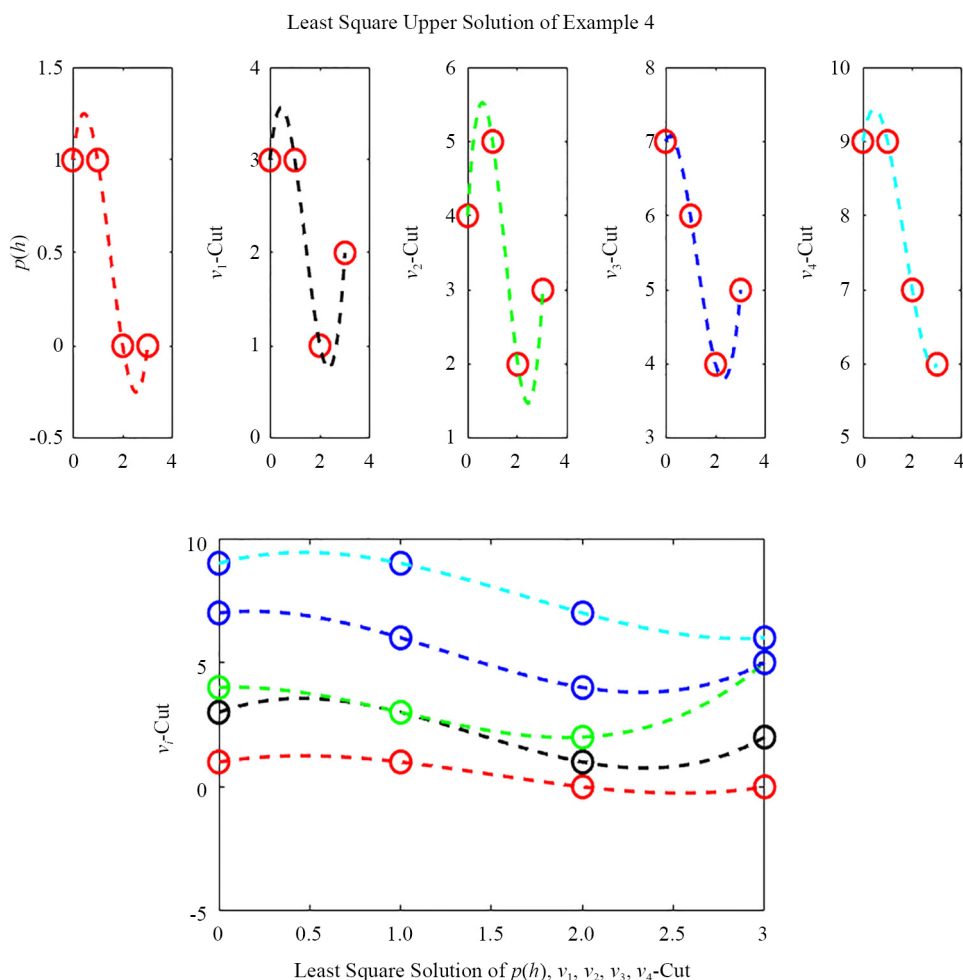 Least Square Upper Solution of Example 4
1.5
1
0.5
0
-0.5
p(h)
0 2 4
4
3
2
1
0
v₁-Cut
0 2 4
6
5
4
3
2
1
v₂-Cut
0 2 4
8
7
6
5
4
3
v₃-Cut
0 2 4
10
9
8
7
6
5
v₄-Cut
0 2 4
10
5
0
-5
vᵢ-Cut
0 0.5 1.0 1.5 2.0 2.5 3
Least Square Solution of p(h), v₁, v₂, v₃, v₄-Cut